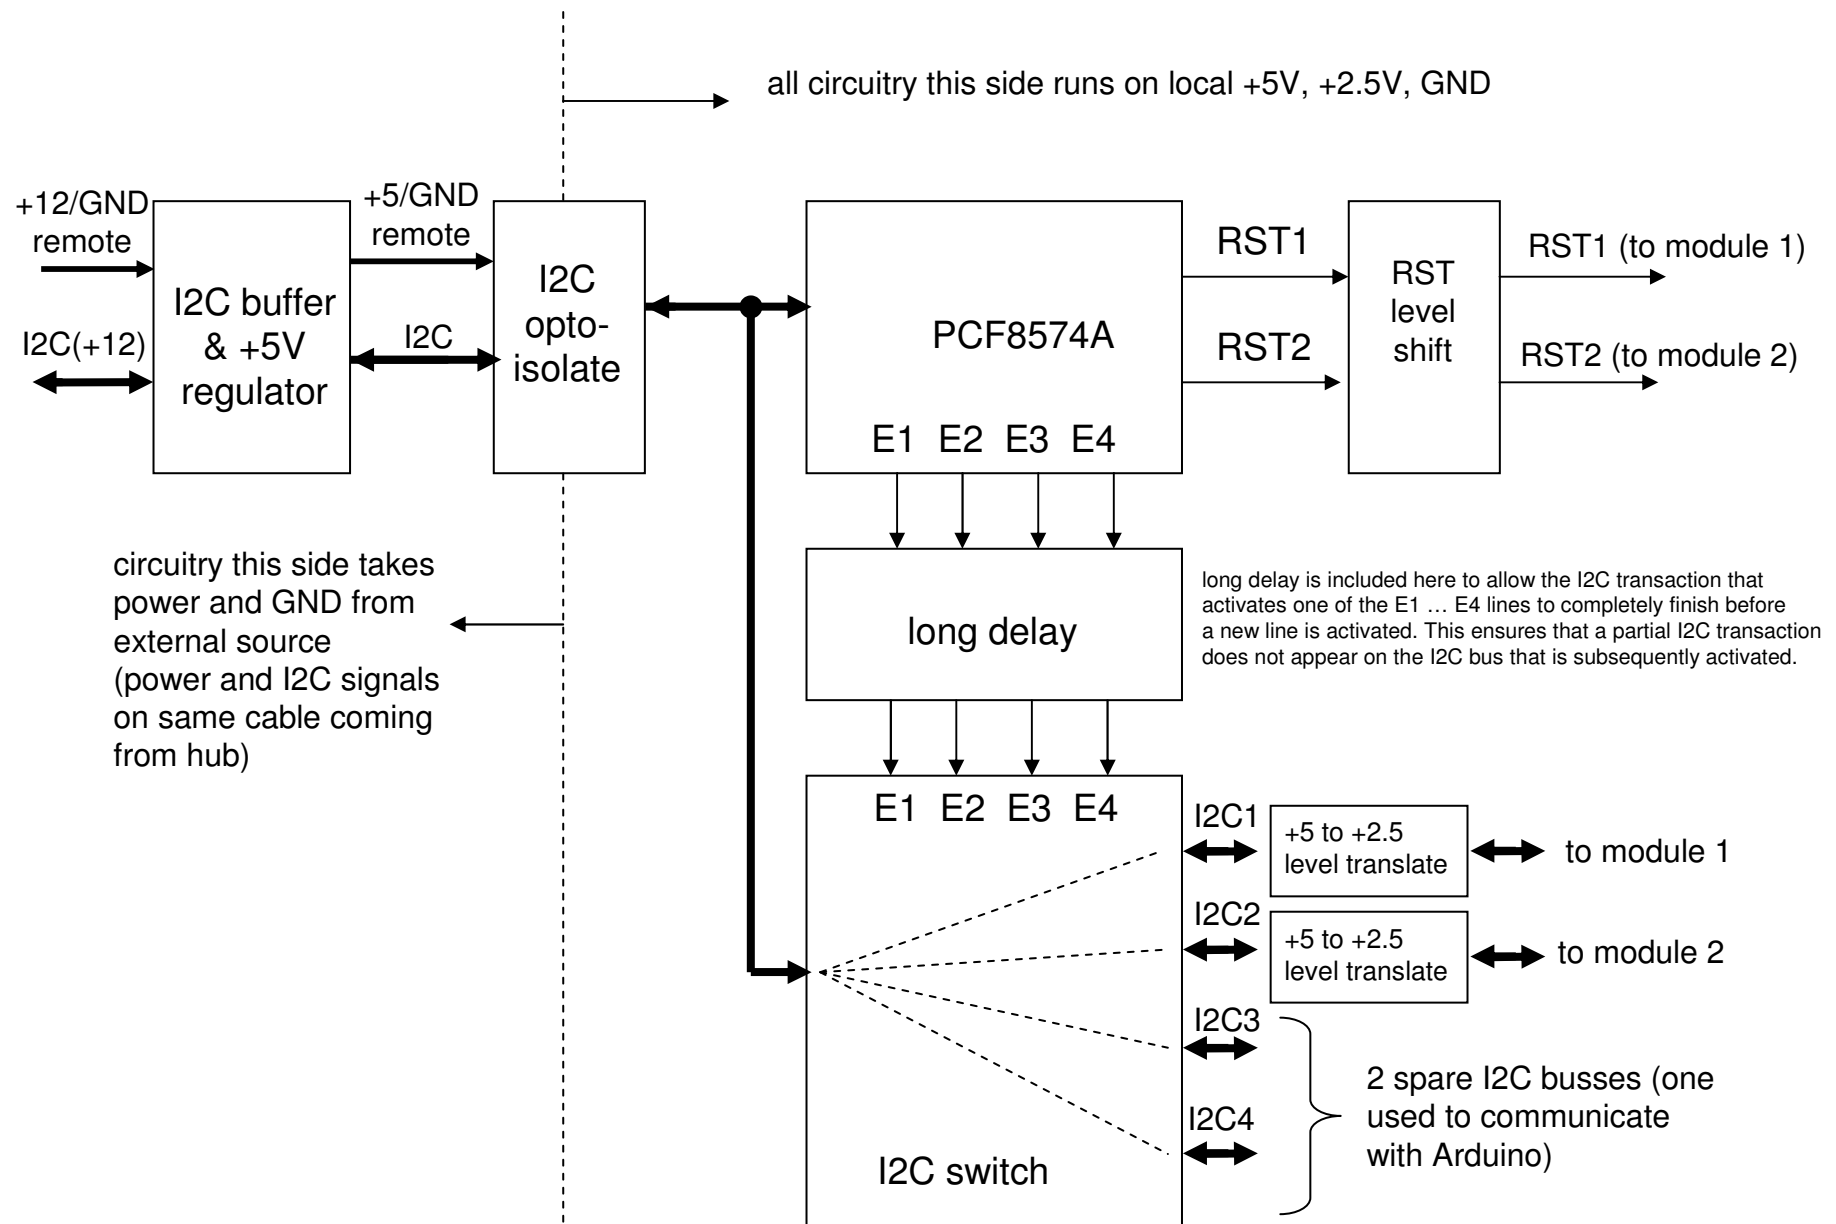 all circuitry this side runs on local +5V, +2.5V, GND
+12/GND
remote
I2C(+12)
I2C buffer
& +5V
regulator
+5/GND
remote
I2C
I2C
opto-
isolate
PCF8574A
E1 E2 E3 E4
RST1
RST2
RST
level
shift
RST1 (to module 1)
RST2 (to module 2)
circuitry this side takes
power and GND from
external source
(power and I2C signals
on same cable coming
from hub)
long delay
long delay is included here to allow the I2C transaction that
activates one of the E1 … E4 lines to completely finish before
a new line is activated. This ensures that a partial I2C transaction
does not appear on the I2C bus that is subsequently activated.
E1 E2 E3 E4
I2C switch
I2C1
+5 to +2.5
level translate
to module 1
I2C2
+5 to +2.5
level translate
to module 2
I2C3
I2C4
2 spare I2C busses (one
used to communicate
with Arduino)